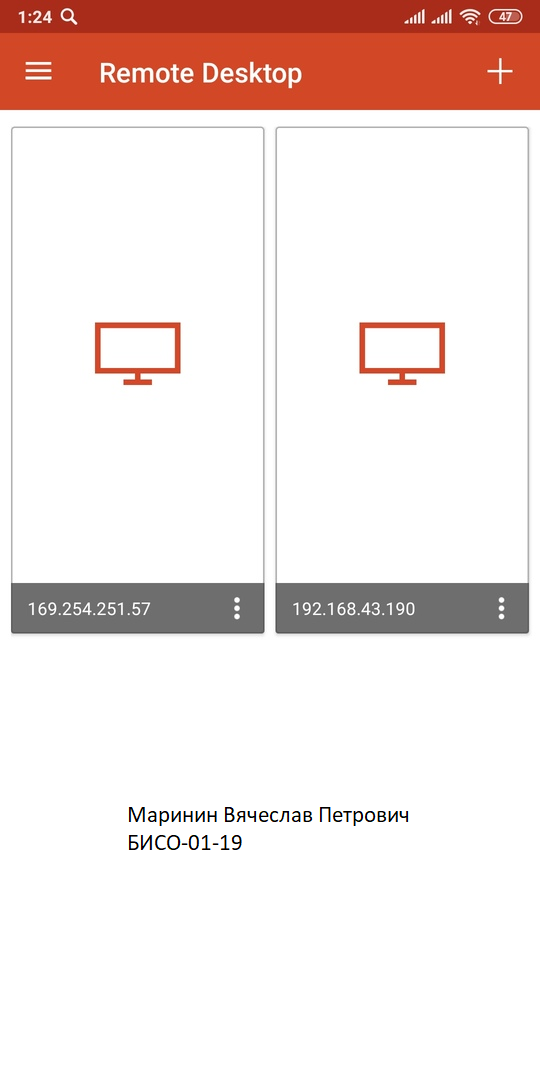 1:24
47
Remote Desktop
169.254.251.57
192.168.43.190
Маринин Вячеслав Петрович
БИСО-01-19